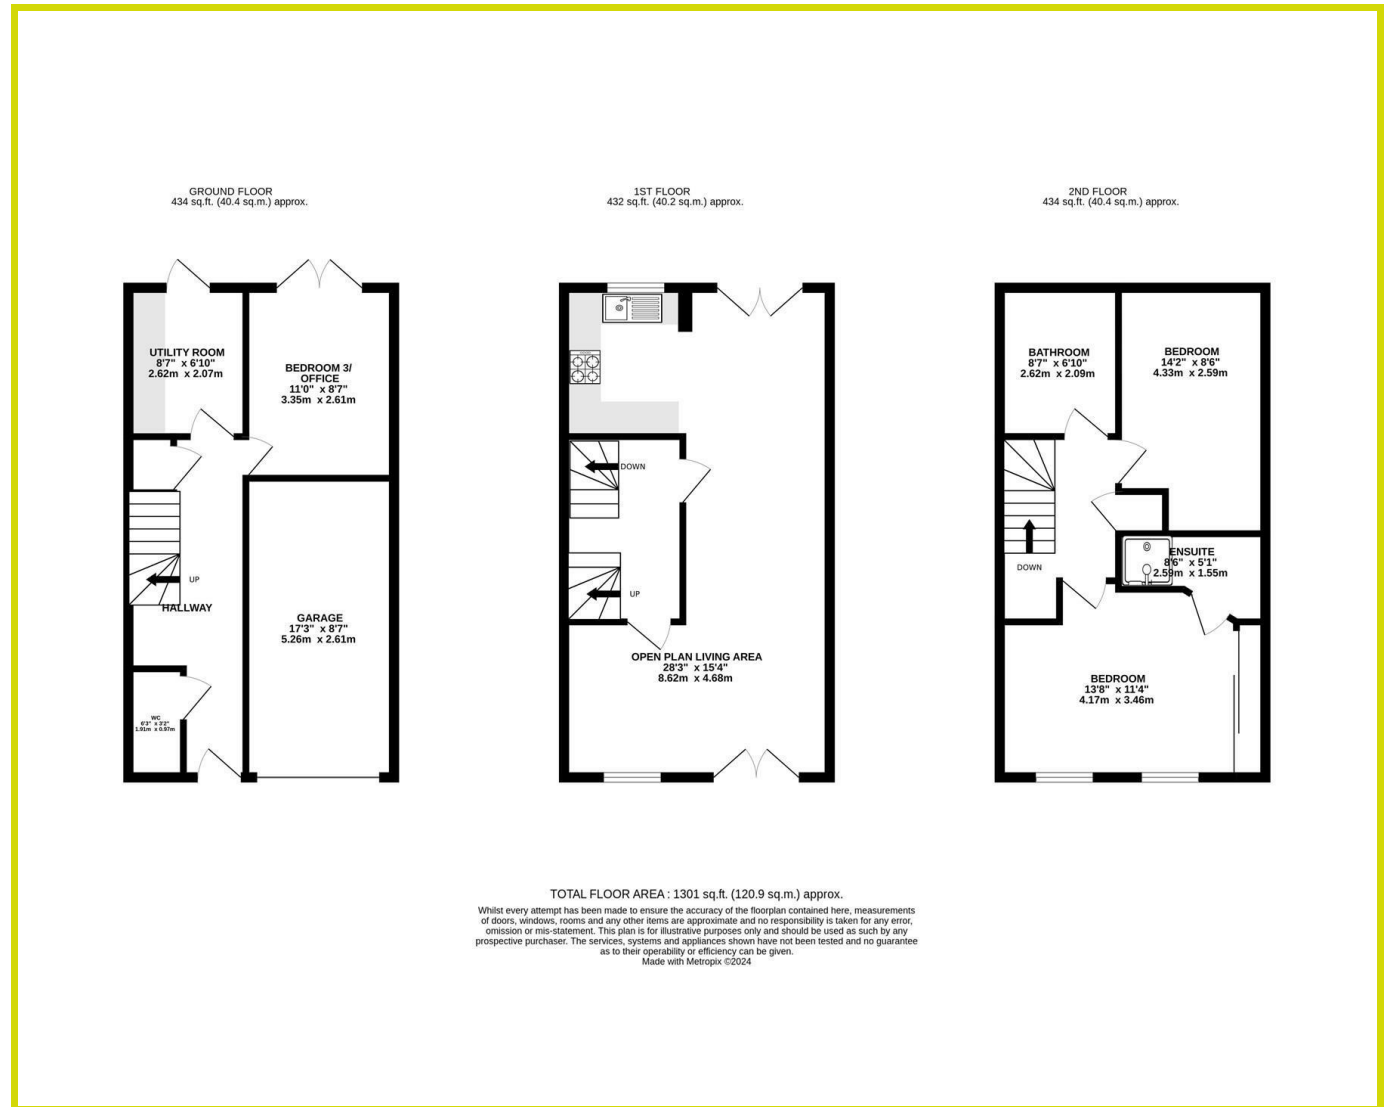 GROUND FLOOR
434 sq.ft. (40.4 sq.m.) approx.
UTILITY ROOM
8'7" x 6'10"
2.62m x 2.07m
BEDROOM 3/
OFFICE
11'0" x 8'7"
3.35m x 2.61m
UP
HALLWAY
GARAGE
17'3" x 8'7"
5.26m x 2.61m
WC
6'3" x 3'2"
1.91m x 0.97m
1ST FLOOR
432 sq.ft. (40.2 sq.m.) approx.
DOWN
UP
OPEN PLAN LIVING AREA
28'3" x 15'4"
8.62m x 4.68m
2ND FLOOR
434 sq.ft. (40.4 sq.m.) approx.
BATHROOM
8'7" x 6'10"
2.62m x 2.09m
BEDROOM
14'2" x 8'6"
4.33m x 2.59m
DOWN
ENSUITE
8'6" x 5'1"
2.59m x 1.55m
BEDROOM
13'8" x 11'4"
4.17m x 3.46m
TOTAL FLOOR AREA : 1301 sq.ft. (120.9 sq.m.) approx.
Whilst every attempt has been made to ensure the accuracy of the floorplan contained here, measurements
of doors, windows, rooms and any other items are approximate and no responsibility is taken for any error,
omission or mis-statement. This plan is for illustrative purposes only and should be used as such by any
prospective purchaser. The services, systems and appliances shown have not been tested and no guarantee
as to their operability or efficiency can be given.
Made with Metropix ©2024